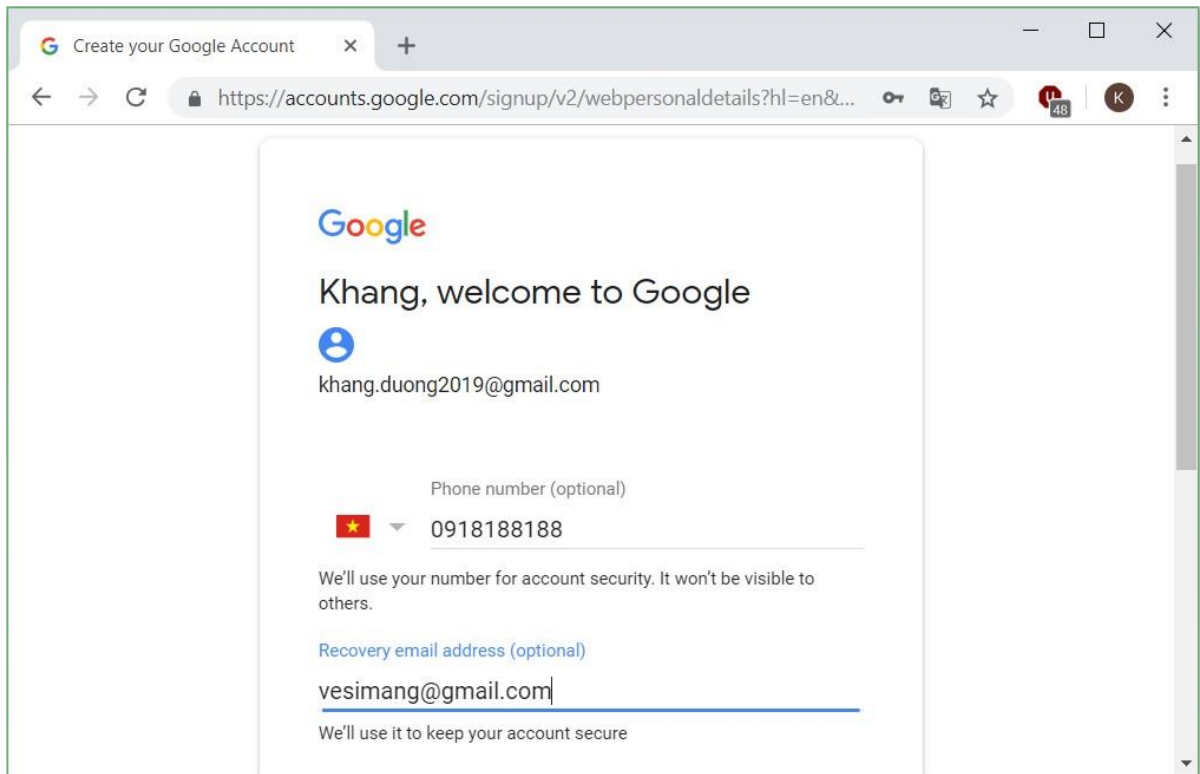 Create your Google Account
https://accounts.google.com/signup/v2/webpersonaldetails?hl=en&...
48
K
Google
Khang, welcome to Google
khang.duong2019@gmail.com
Phone number (optional)
0918188188
We'll use your number for account security. It won't be visible to
others.
Recovery email address (optional)
vesimang@gmail.com
We'll use it to keep your account secure